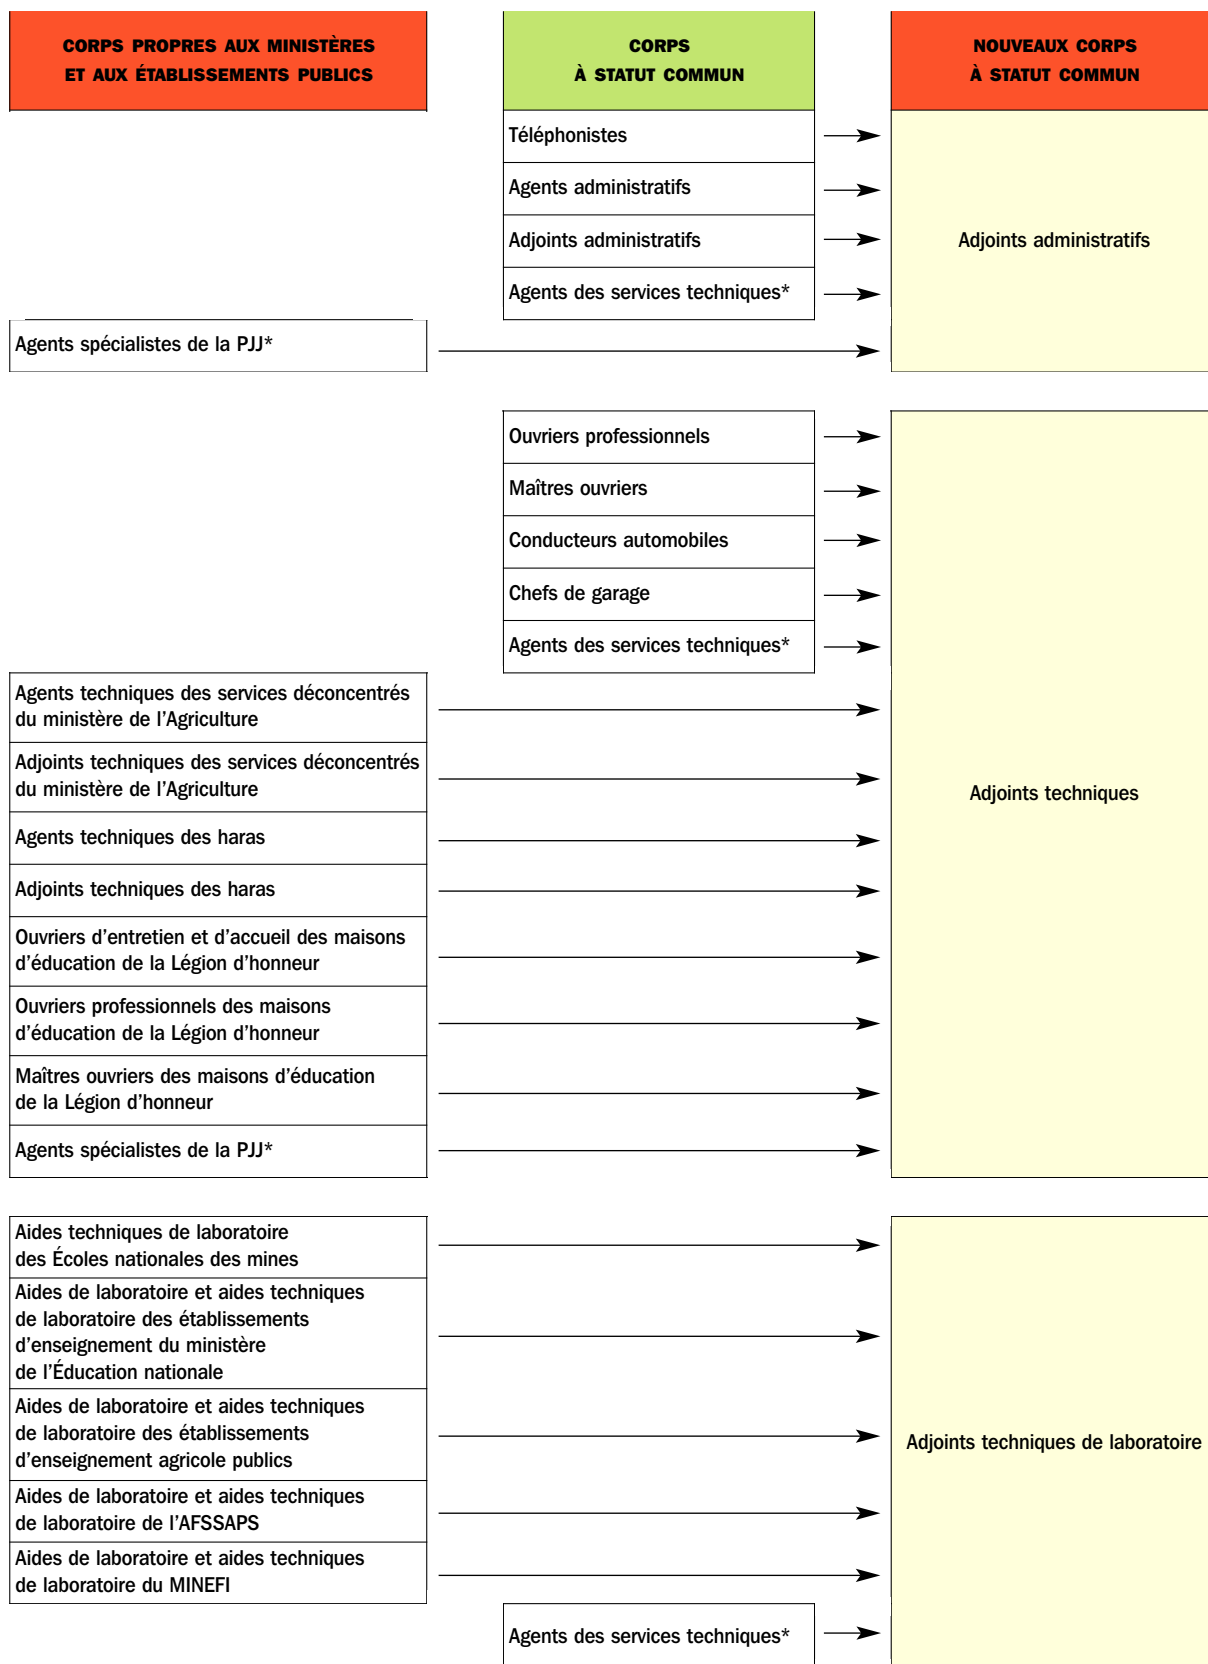 CORPS PROPRES AUX MINISTÈRES
ET AUX ÉTABLISSEMENTS PUBLICS
CORPS
À STATUT COMMUN
NOUVEAUX CORPS
À STATUT COMMUN
Téléphonistes
Agents administratifs
Adjoints administratifs
Agents des services techniques*
Agents spécialistes de la PJJ*
Adjoints administratifs
Ouvriers professionnels
Maîtres ouvriers
Conducteurs automobiles
Chefs de garage
Agents des services techniques*
Agents techniques des services déconcentrés
du ministère de l'Agriculture
Adjoints techniques des services déconcentrés
du ministère de l'Agriculture
Agents techniques des haras
Adjoints techniques des haras
Ouvriers d'entretien et d'accueil des maisons
d'éducation de la Légion d'honneur
Ouvriers professionnels des maisons
d'éducation de la Légion d'honneur
Maîtres ouvriers des maisons d'éducation
de la Légion d'honneur
Agents spécialistes de la PJJ*
Adjoints techniques
Aides techniques de laboratoire
des Écoles nationales des mines
Aides de laboratoire et aides techniques
de laboratoire des établissements
d'enseignement du ministère
de l'Éducation nationale
Aides de laboratoire et aides techniques
de laboratoire des établissements
d'enseignement agricole publics
Aides de laboratoire et aides techniques
de laboratoire de l'AFSSAPS
Aides de laboratoire et aides techniques
de laboratoire du MINEFI
Agents des services techniques*
Adjoints techniques de laboratoire